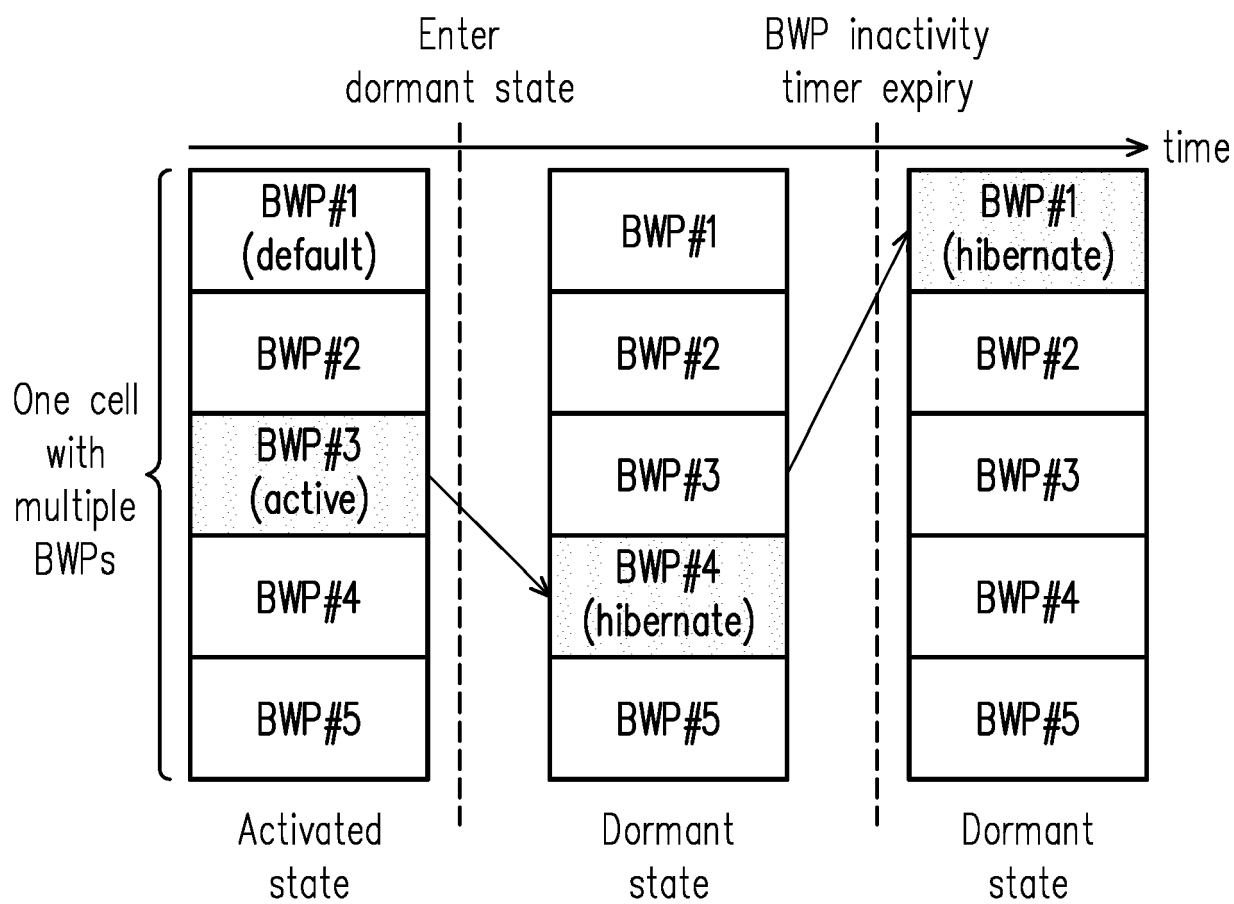 Enter
dormant state
BWP inactivity
timer expiry
time
One cell
with
multiple
BWPs
BWP#1
(default)
BWP#2
BWP#3
(active)
BWP#4
BWP#5
Activated
state
BWP#1
BWP#2
BWP#3
BWP#4
(hibernate)
BWP#5
Dormant
state
BWP#1
(hibernate)
BWP#2
BWP#3
BWP#4
BWP#5
Dormant
state